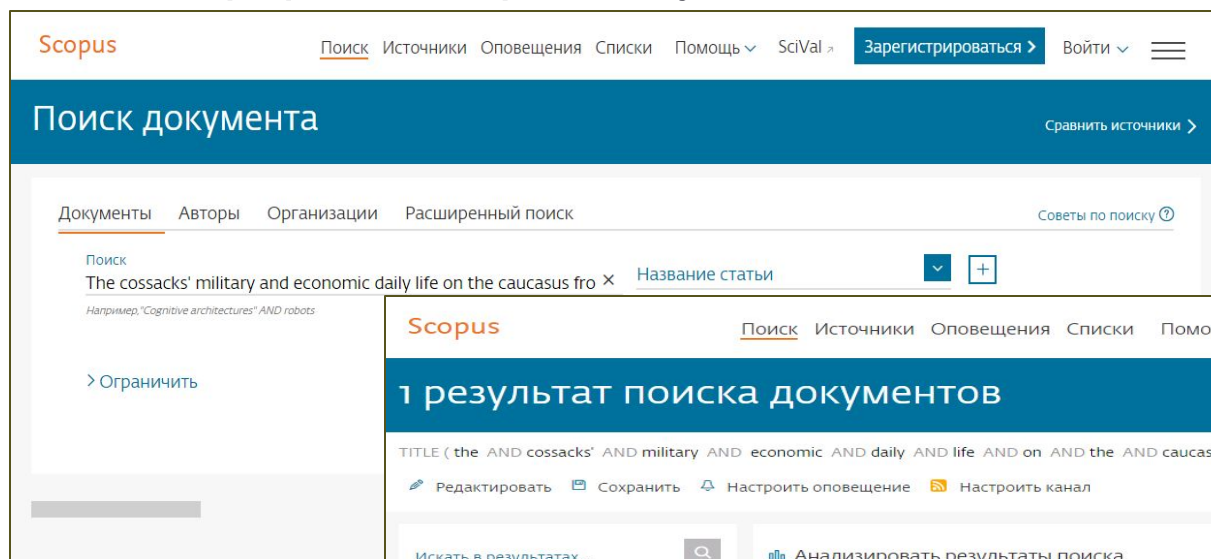 Scopus Поиск Источники Оповещения Списки Помощь SciVal Зарегистрироваться Войти
Поиск документа Сравнить источники
Документы Авторы Организации Расширенный поиск Советы по поиску
Поиск
The cossacks' military and economic daily life on the caucasus fro × Название статьи
Например,"Cognitive architectures" AND robots
Ограничить
Scopus Поиск Источники Оповещения Списки Помо
1 результат поиска документов
TITLE ( the AND cossacks' AND military AND economic AND daily AND life AND on AND the AND caucas
Редактировать Сохранить Настроить оповещение Настроить канал
Искать в результатах... Анализировать результаты поиска